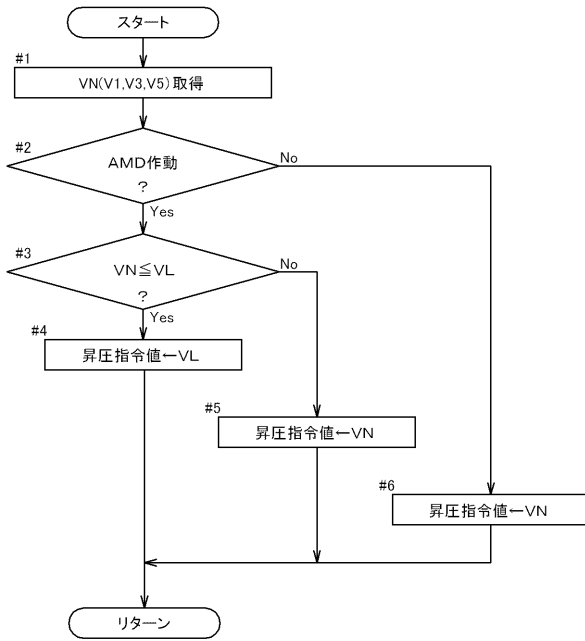 スタート
#1
VN(V1,V3,V5)取得
#2
AMD作動
?
No
Yes
#3
VN≦VL
?
No
Yes
#4
昇圧指令値←VL
#5
昇圧指令値←VN
#6
昇圧指令値←VN
リターン